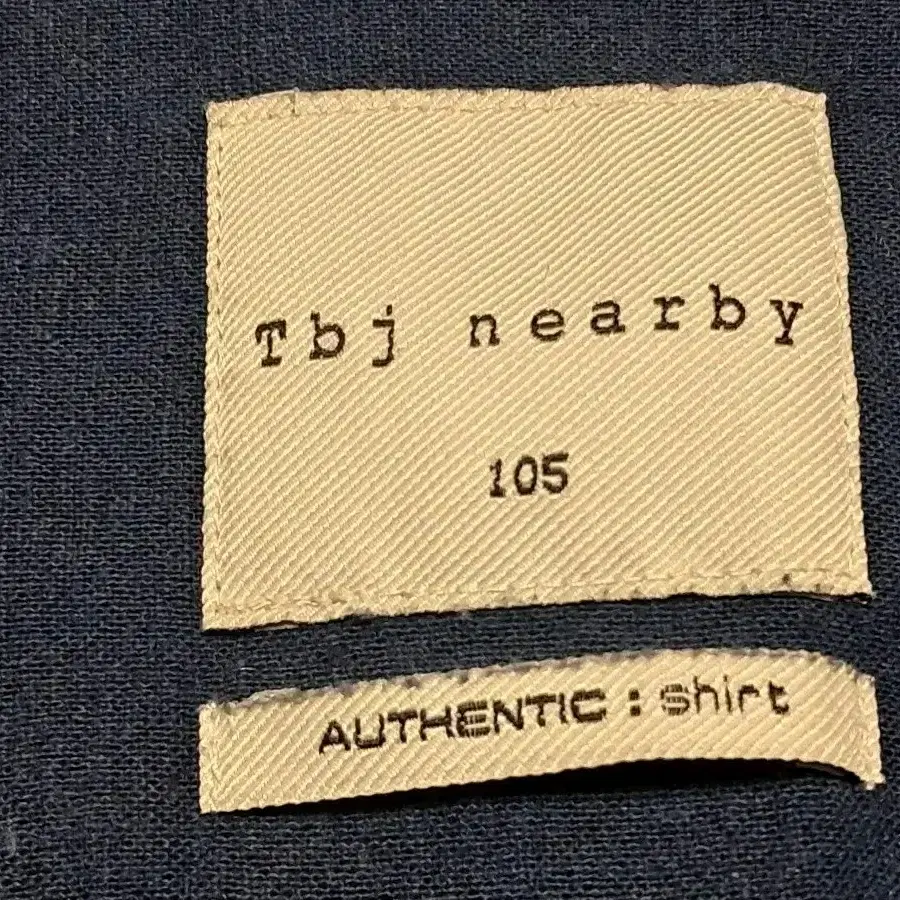 Tbj nearby
105
AUTHENTIC : shirt